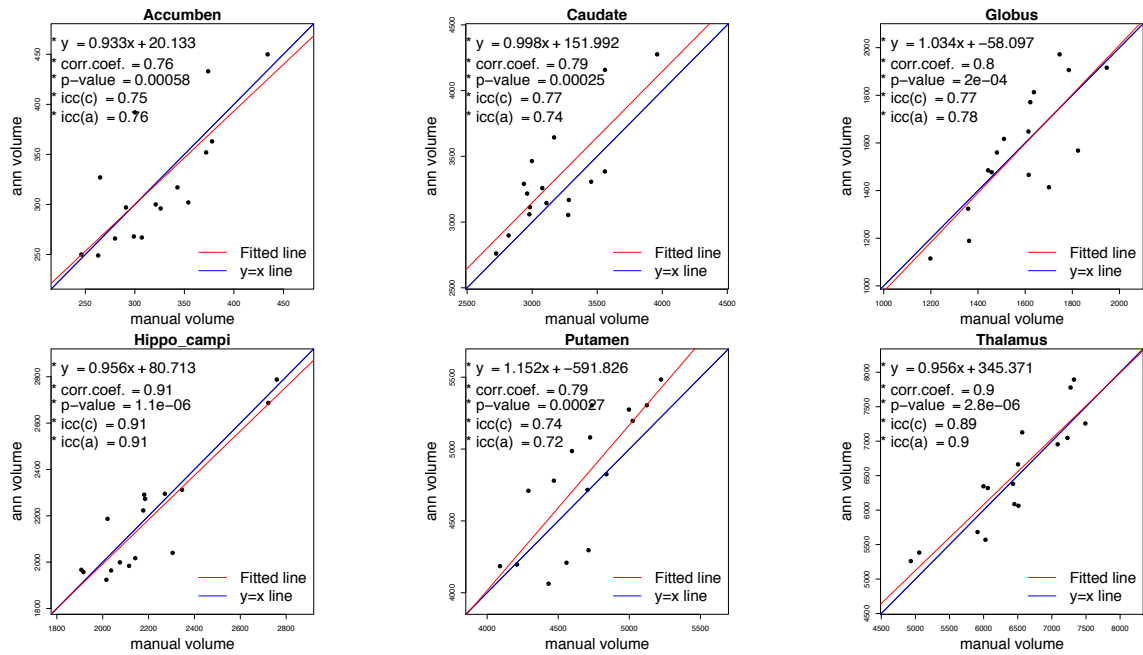 Accumben
* y = 0.933x + 20.133
* corr.coef. = 0.76
* p-value = 0.00058
* icc(c) = 0.75
* icc(a) = 0.76
ann volume
250 300 350 400 450
Fitted line
y=x line
250 300 350 400 450
manual volume
Caudate
* y = 0.998x + 151.992
* corr.coef. = 0.79
* p-value = 0.00025
* icc(c) = 0.77
* icc(a) = 0.74
ann volume
2500 3000 3500 4000 4500
Fitted line
y=x line
2500 3000 3500 4000 4500
manual volume
Globus
* y = 1.034x + -58.097
* corr.coef. = 0.8
* p-value = 2e-04
* icc(c) = 0.77
* icc(a) = 0.78
ann volume
1000 1200 1400 1600 1800 2000
Fitted line
y=x line
1000 1200 1400 1600 1800 2000
manual volume
Hippo_campi
* y = 0.956x + 80.713
* corr.coef. = 0.91
* p-value = 1.1e-06
* icc(c) = 0.91
* icc(a) = 0.91
ann volume
1800 2000 2200 2400 2600 2800
Fitted line
y=x line
1800 2000 2200 2400 2600 2800
manual volume
Putamen
* y = 1.152x + -591.826
* corr.coef. = 0.79
* p-value = 0.00027
* icc(c) = 0.74
* icc(a) = 0.72
ann volume
4000 4500 5000 5500
Fitted line
y=x line
4000 4500 5000 5500
manual volume
Thalamus
* y = 0.956x + 345.371
* corr.coef. = 0.9
* p-value = 2.8e-06
* icc(c) = 0.89
* icc(a) = 0.9
ann volume
4500 5000 5500 6000 6500 7000 7500 8000
Fitted line
y=x line
4500 5000 5500 6000 6500 7000 7500 8000
manual volume